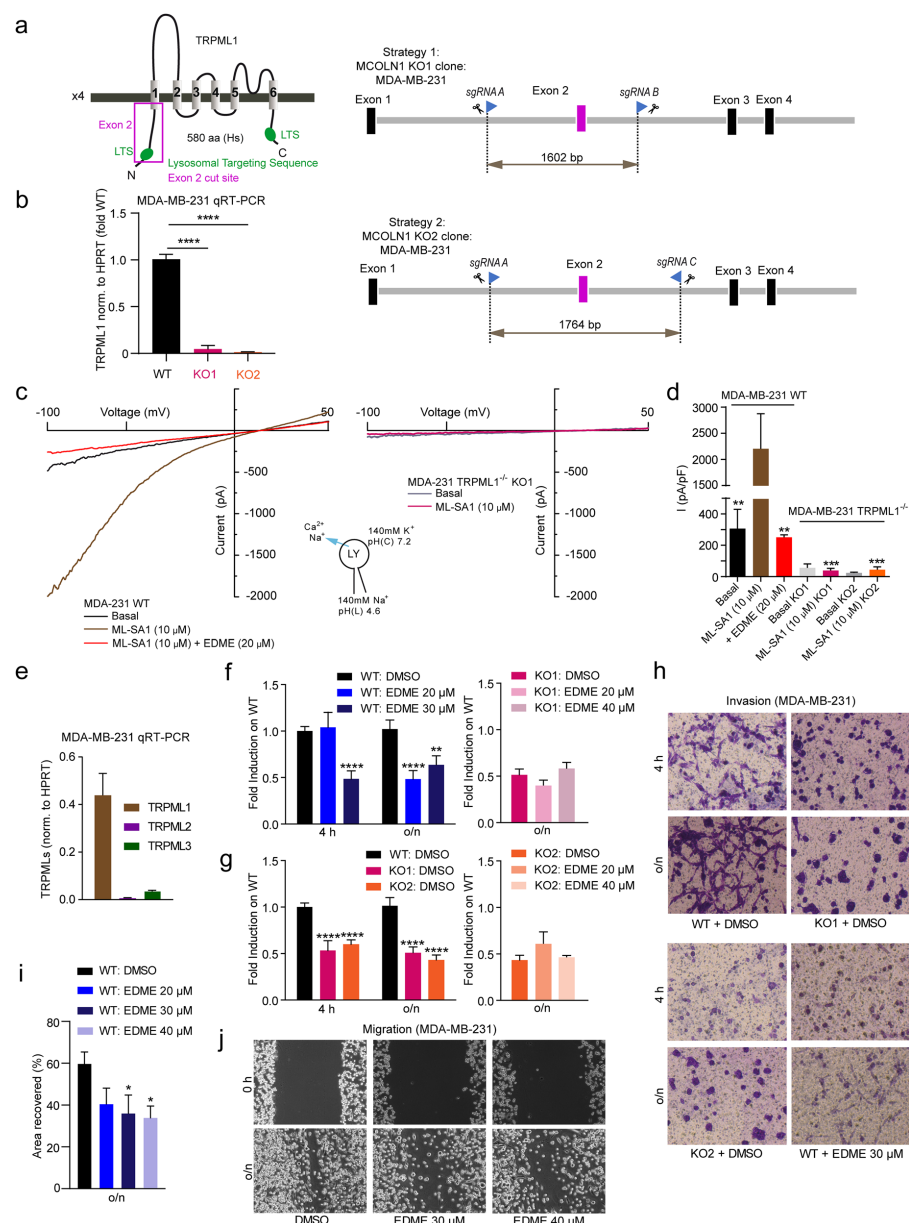 a
TRPML1
x4
1 2 3 4 5 6
Exon 2
LTS
580 aa (Hs)
LTS
C
N
Lysosomal Targeting Sequence
Exon 2 cut site
Strategy 1:
MCOLN1 KO1 clone:
MDA-MB-231
Exon 1
sgRNA A
Exon 2
sgRNA B
Exon 3 Exon 4
1602 bp
b
MDA-MB-231 qRT-PCR
TRPML1 norm. to HPRT (fold WT)
1.5
1.0
0.5
0
****
****
WT KO1 KO2
Strategy 2:
MCOLN1 KO2 clone:
MDA-MB-231
Exon 1
sgRNA A
Exon 2
sgRNA C
Exon 3 Exon 4
1764 bp
c
-100 Voltage (mV) 50
-500
-1000
-1500
-2000
Current (pA)
MDA-231 WT
Basal
ML-SA1 (10 µM)
ML-SA1 (10 µM) + EDME (20 µM)
Ca2+
Na+
140mM K+
pH(C) 7.2
LY
140mM Na+
pH(L) 4.6
-100 Voltage (mV) 50
-500
-1000
-1500
-2000
Current (pA)
MDA-231 TRPML1-/- KO1
Basal
ML-SA1 (10 µM)
d
MDA-MB-231 WT
3000
2500
2000
1500
400
200
0
I (pA/pF)
MDA-MB-231 TRPML1-/-
**
**
***
***
Basal
ML-SA1 (10 µM)
+ EDME (20 µM)
Basal KO1
ML-SA1 (10 µM) KO1
Basal KO2
ML-SA1 (10 µM) KO2
e
MDA-MB-231 qRT-PCR
TRPMLs (norm. to HPRT)
0.6
0.4
0.2
0.0
TRPML1
TRPML2
TRPML3
f
WT: DMSO
WT: EDME 20 µM
WT: EDME 30 µM
Fold Induction on WT
1.5
1.0
0.5
0.0
****
****
**
4 h o/n
KO1: DMSO
KO1: EDME 20 µM
KO1: EDME 40 µM
Fold Induction on WT
1.5
1.0
0.5
0.0
o/n
g
WT: DMSO
KO1: DMSO
KO2: DMSO
Fold Induction on WT
1.5
1.0
0.5
0.0
**** ****
****
****
4 h o/n
KO2: DMSO
KO2: EDME 20 µM
KO2: EDME 40 µM
Fold Induction on WT
1.5
1.0
0.5
0.0
o/n
h
Invasion (MDA-MB-231)
4 h
o/n
WT + DMSO KO1 + DMSO
4 h
o/n
KO2 + DMSO WT + EDME 30 µM
i
WT: DMSO
WT: EDME 20 µM
WT: EDME 30 µM
WT: EDME 40 µM
Area recovered (%)
80
60
40
20
0
*
*
o/n
j
Migration (MDA-MB-231)
0 h
o/n
DMSO EDME 30 µM EDME 40 µM